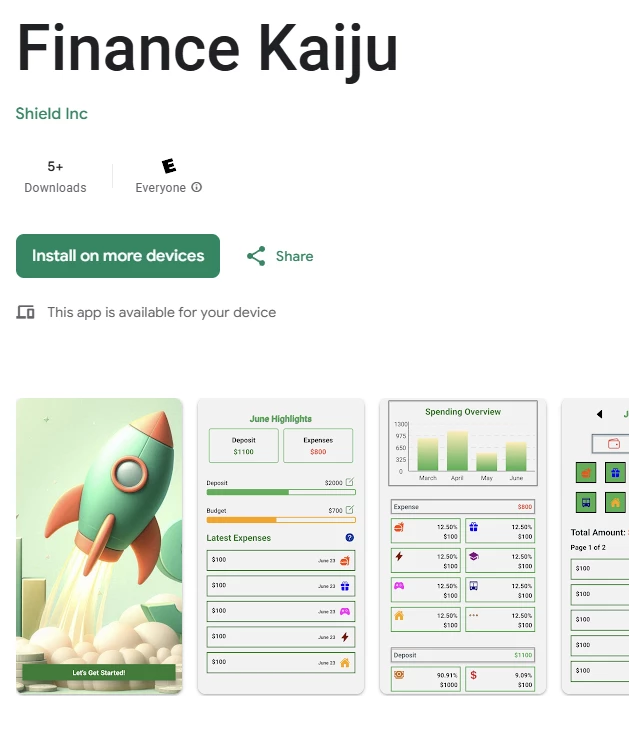 Finance Kaiju
Shield Inc
5+
Downloads
E
Everyone
Install on more devices
Share
This app is available for your device
Let's Get Started!
June Highlights
Deposit
$1100
Expenses
$800
Deposit
$2000
Budget
$700
Latest Expenses
?
$100
June 23
$100
June 23
$100
June 23
$100
June 23
$100
June 23
Spending Overview
1300
975
650
325
0
March April May June
Expense
$800
12.50%
$100
12.50%
$100
12.50%
$100
12.50%
$100
12.50%
$100
12.50%
$100
12.50%
$100
12.50%
$100
Deposit
$1100
90.91%
$1000
$
9.09%
$100
J
Total Amount:
Page 1 of 2
$100
$100
$100
$100
$100